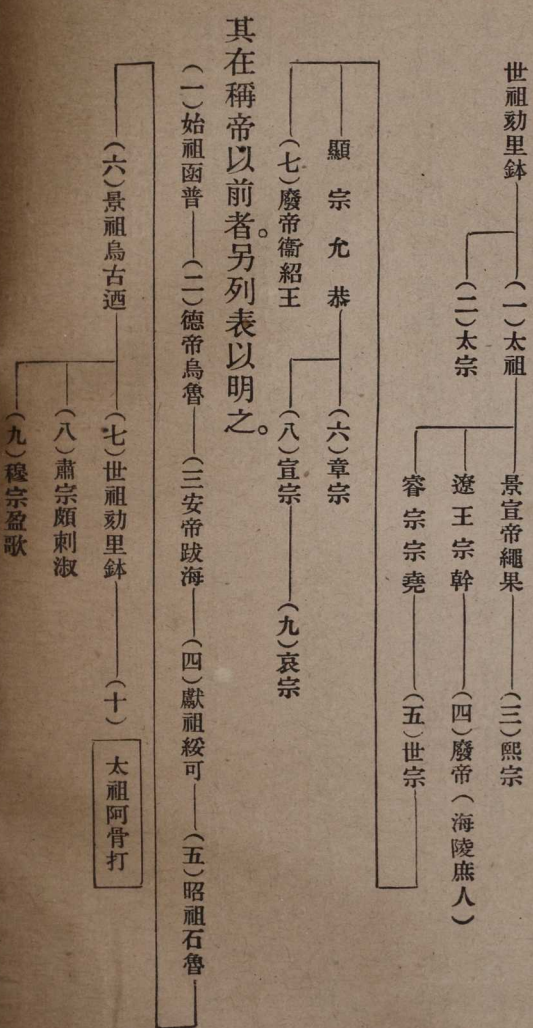 世祖劾里鉢
(一)太祖
景宣帝繩果
(三)熙宗
(二)太宗
遼王宗幹
(四)廢帝(海陵庶人)
睿宗宗堯
(五)世宗
顯宗允恭
(六)章宗
(七)廢帝衞紹王
(八)宣宗
(九)哀宗
其在稱帝以前者。另列表以明之。
(一)始祖函普
(二)德帝烏魯
(三安帝跋海
(四)獻祖綏可
(五)昭祖石魯
(六)景祖烏古迺
(七)世祖劾里鉢
(十)
太祖阿骨打
(八)肅宗頗刺淑
(九)穆宗盈歌